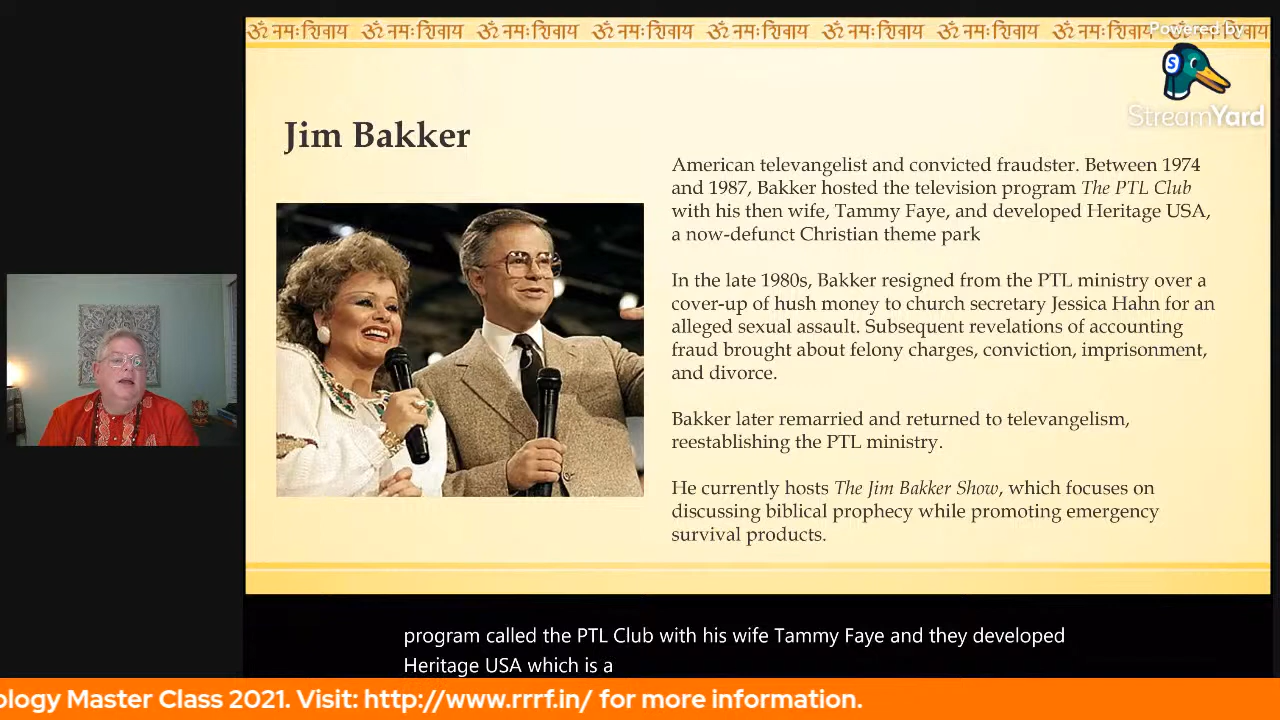 ॐ नमः शिवाय ॐ नमः शिवाय ॐ नमः शिवाय ॐ नमः शिवाय ॐ नमः शिवाय ॐ नमः शिवाय ॐ नमः शिवाय ॐ नमः शिवाय ॐ नमः शिवाय
Powered by
S
StreamYard
Jim Bakker
American televangelist and convicted fraudster. Between 1974
and 1987, Bakker hosted the television program The PTL Club
with his then wife, Tammy Faye, and developed Heritage USA,
a now-defunct Christian theme park
In the late 1980s, Bakker resigned from the PTL ministry over a
cover-up of hush money to church secretary Jessica Hahn for an
alleged sexual assault. Subsequent revelations of accounting
fraud brought about felony charges, conviction, imprisonment,
and divorce.
Bakker later remarried and returned to televangelism,
reestablishing the PTL ministry.
He currently hosts The Jim Bakker Show, which focuses on
discussing biblical prophecy while promoting emergency
survival products.
program called the PTL Club with his wife Tammy Faye and they developed
Heritage USA which is a
ology Master Class 2021. Visit: http://www.rrrf.in/ for more information.